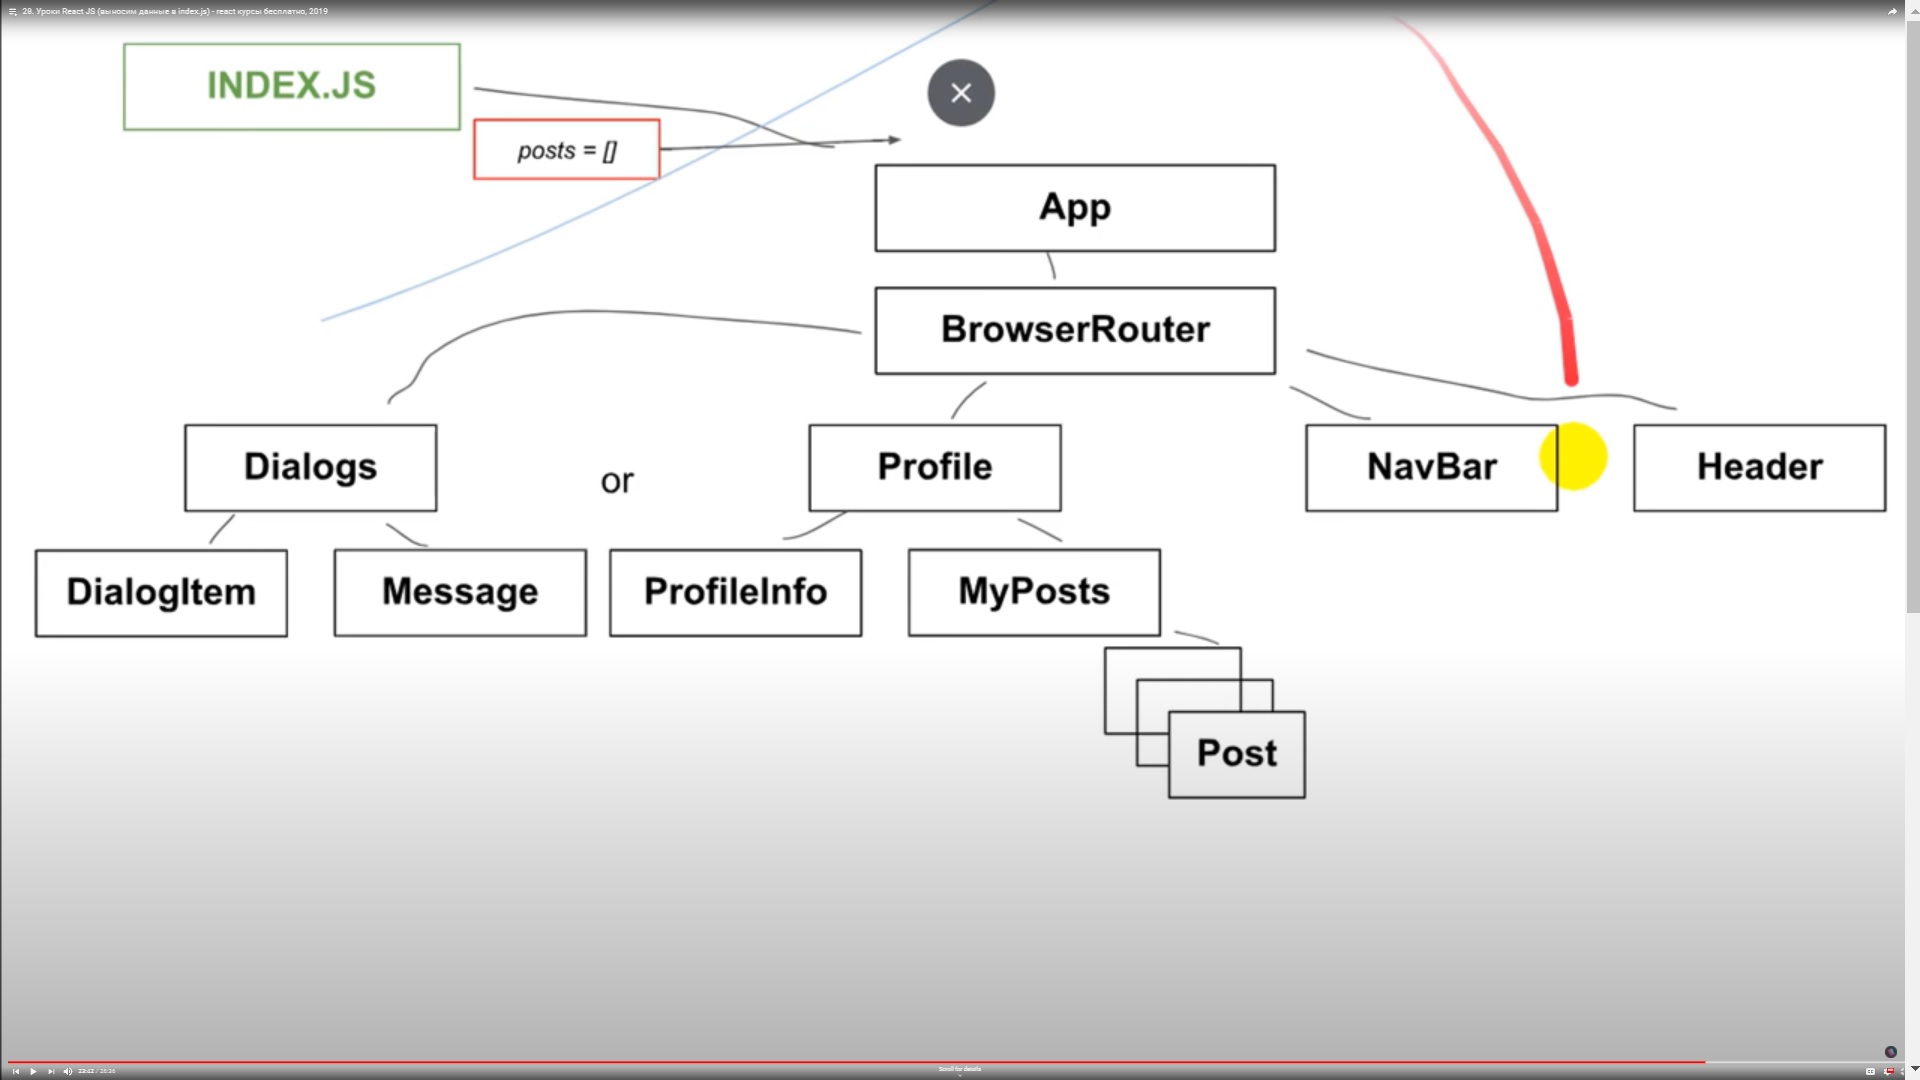 28. Уроки React JS (выносим данные в index.js) - react курсы бесплатно, 2019
INDEX.JS
posts = []
App
BrowserRouter
Dialogs
or
Profile
NavBar
Header
DialogItem
Message
ProfileInfo
MyPosts
Post
Scroll for details